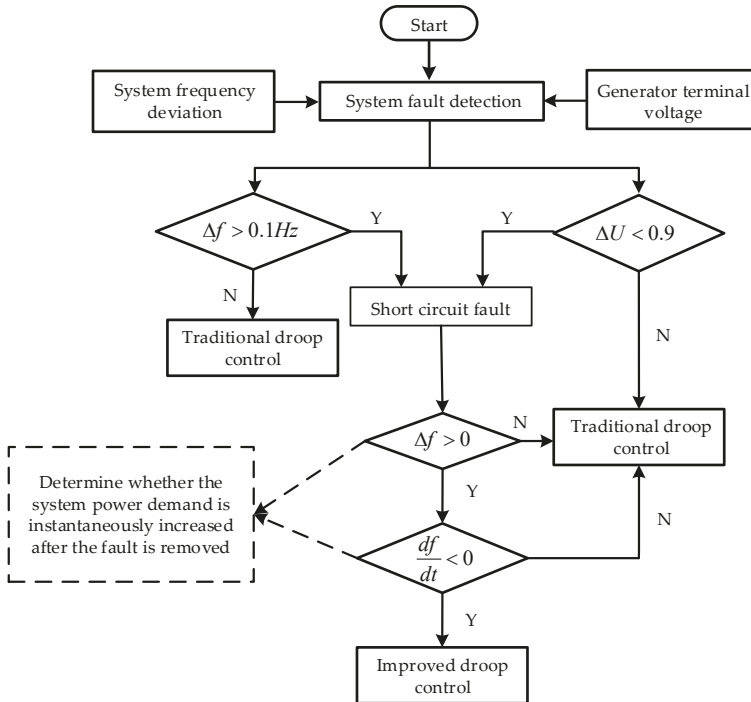 Start
System frequency
deviation
System fault detection
Generator terminal
voltage
Δf > 0.1Hz
Y
Y
ΔU < 0.9
N
Short circuit fault
Traditional droop
control
N
Δf > 0
N
Traditional droop
control
Determine whether the
system power demand is
instantaneously increased
after the fault is removed
Y
N
df
dt
< 0
Y
Improved droop
control